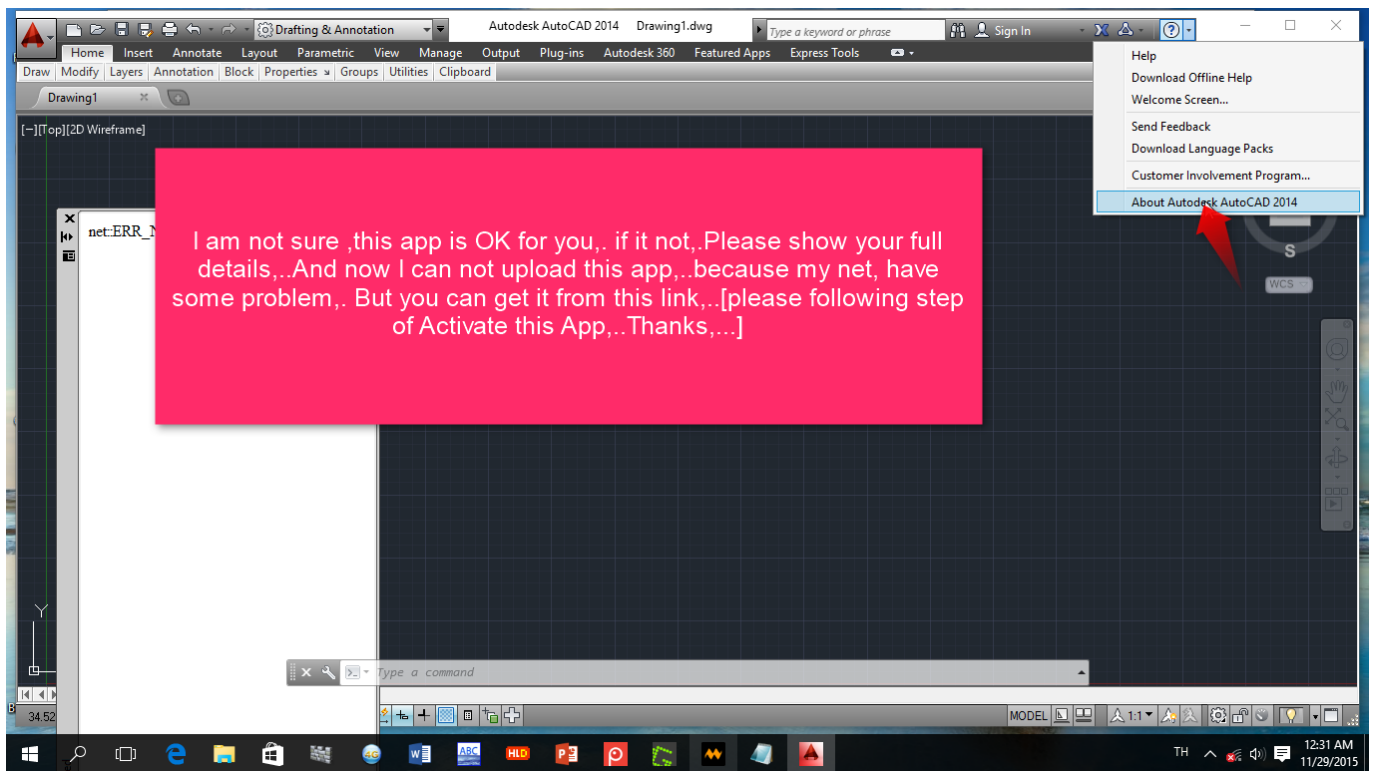 Drafting & Annotation
Autodesk AutoCAD 2014 Drawing1.dwg
Type a keyword or phrase
Sign In
Home Insert Annotate Layout Parametric View Manage Output Plug-ins Autodesk 360 Featured Apps Express Tools
Draw Modify Layers Annotation Block Properties Groups Utilities Clipboard
Drawing1
Help
Download Offline Help
Welcome Screen...
Send Feedback
Download Language Packs
Customer Involvement Program...
About Autodesk AutoCAD 2014
[−][Top][2D Wireframe]
net::ERR_
I am not sure ,this app is OK for you,. if it not,.Please show your full
details,..And now I can not upload this app,..because my net, have
some problem,. But you can get it from this link,..[please following step
of Activate this App,..Thanks,...]
S
WCS
Y
Type a command
34.52
MODEL
1:1
ABC
HLD
TH
12:31 AM
11/29/2015